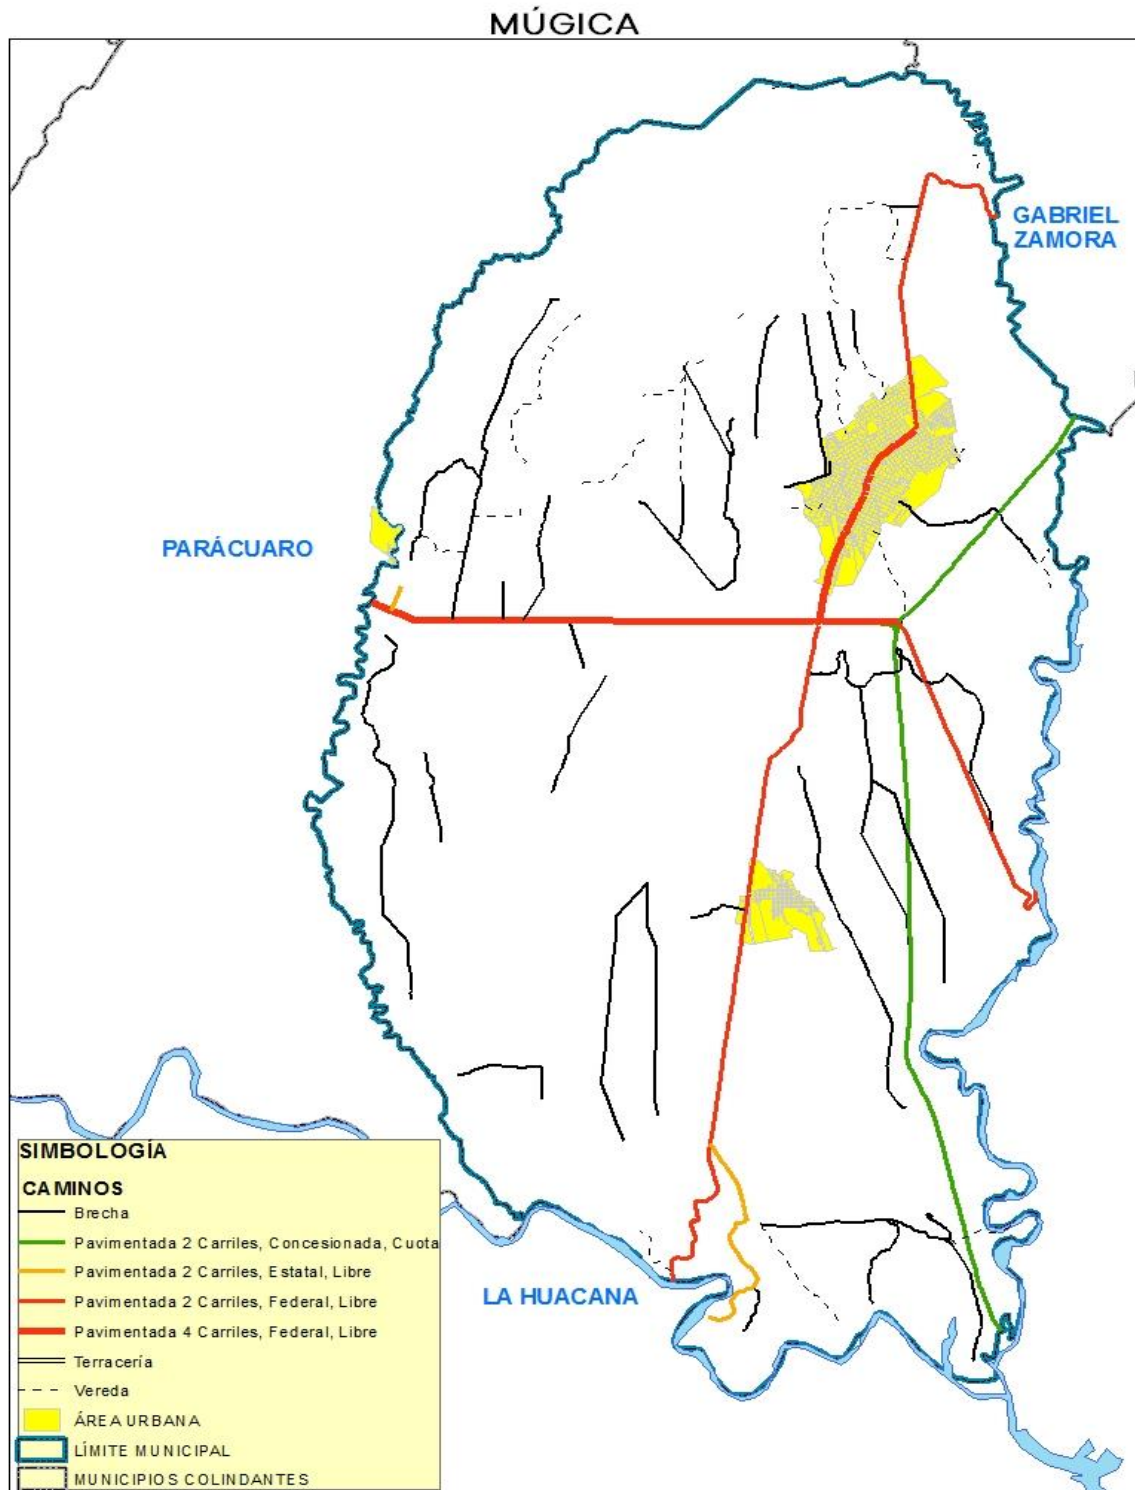 MÚGICA
GABRIEL
ZAMORA
PARÁCUARO
LA HUACANA
SIMBOLOGÍA
CAMINOS
Brecha
Pavimentada 2 Carriles, Concesionada, Cuota
Pavimentada 2 Carriles, Estatal, Libre
Pavimentada 2 Carriles, Federal, Libre
Pavimentada 4 Carriles, Federal, Libre
Terracería
Vereda
ÁREA URBANA
LÍMITE MUNICIPAL
MUNICIPIOS COLINDANTES